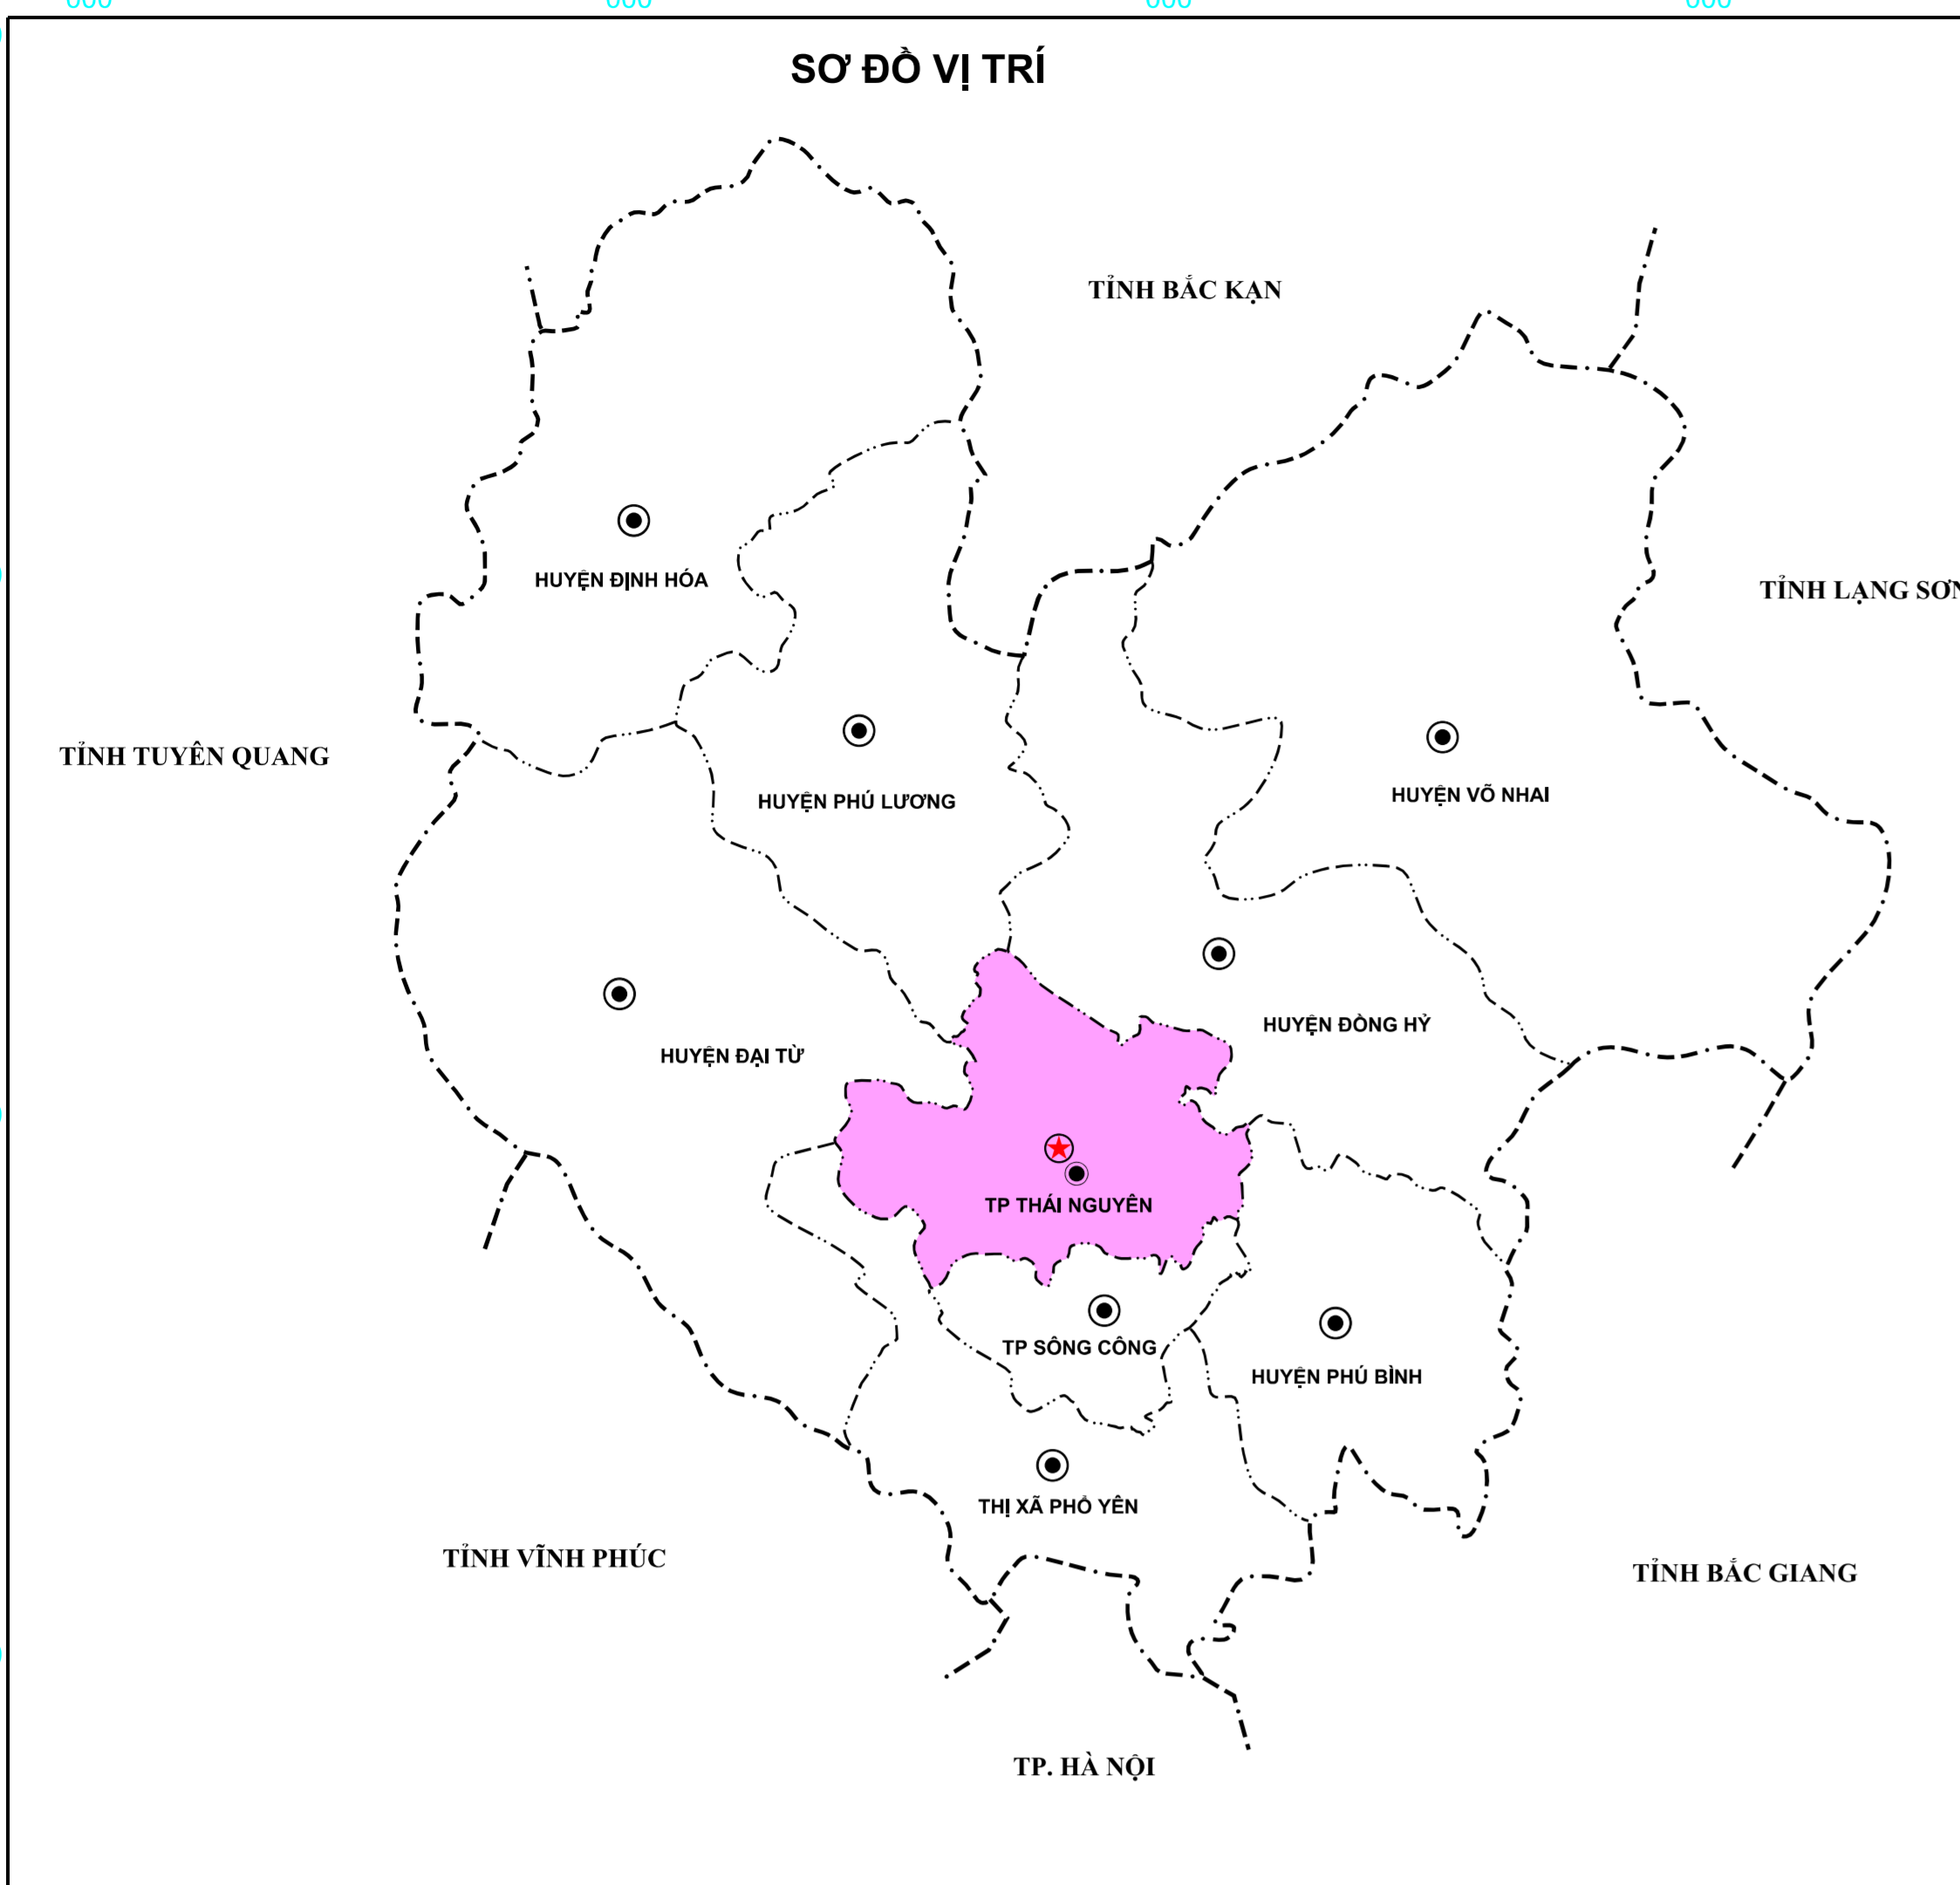 SƠ ĐỒ VỊ TRÍ
TỈNH BẮC KẠN
HUYỆN ĐỊNH HÓA
TỈNH LẠNG SƠN
TỈNH TUYÊN QUANG
HUYỆN PHÚ LƯƠNG
HUYỆN VÕ NHAI
HUYỆN ĐỒNG HỶ
HUYỆN ĐẠI TỪ
TP THÁI NGUYÊN
TP SÔNG CÔNG
HUYỆN PHÚ BÌNH
THỊ XÃ PHỔ YÊN
TỈNH VĨNH PHÚC
TỈNH BẮC GIANG
TP. HÀ NỘI